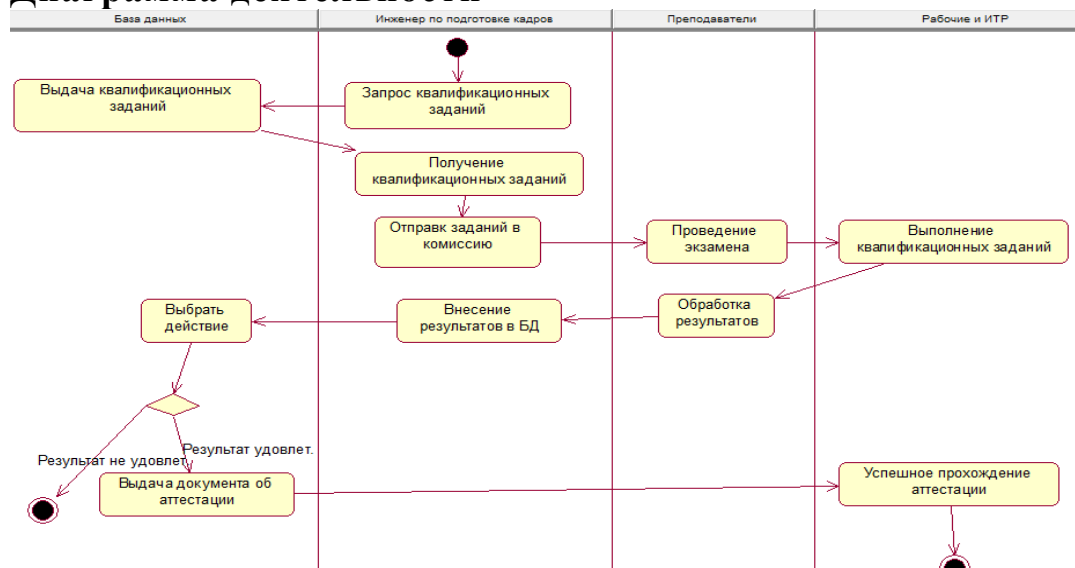 Диаграмма деятельности
База данных
Инженер по подготовке кадров
Преподаватели
Рабочие и ИТР
Выдача квалификационных
заданий
Запрос квалификационных
заданий
Получение
квалификационных заданий
Отправк заданий в
комиссию
Проведение
экзамена
Выполнение
квалификационных заданий
Выбрать
действие
Внесение
результатов в БД
Обработка
результатов
Результат удовлет.
Результат не удовлет
Выдача документа об
аттестации
Успешное прохождение
аттестации